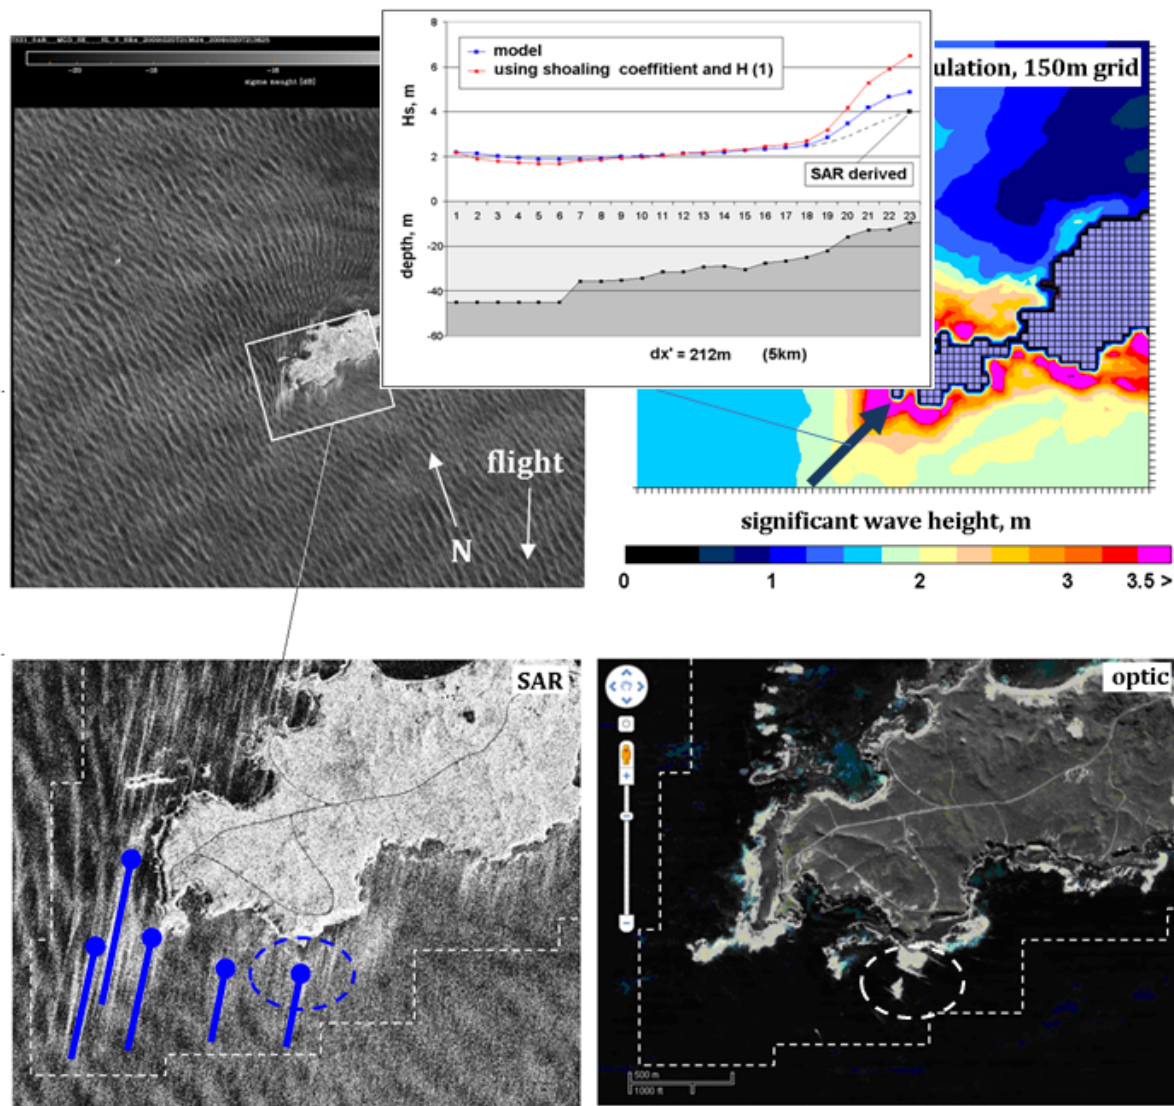 8
6
4
2
0
Hs, m
model
using shoaling coeffitient and H (1)
SAR derived
1 2 3 4 5 6 7 8 9 10 11 12 13 14 15 16 17 18 19 20 21 22 23
depth, m
-20
-40
-60
dx' = 212m (5km)
sigma nought [dB]
flight
N
ulation, 150m grid
significant wave height, m
0 1 2 3 3.5 >
SAR
optic
+
−
500 m
1000 ft